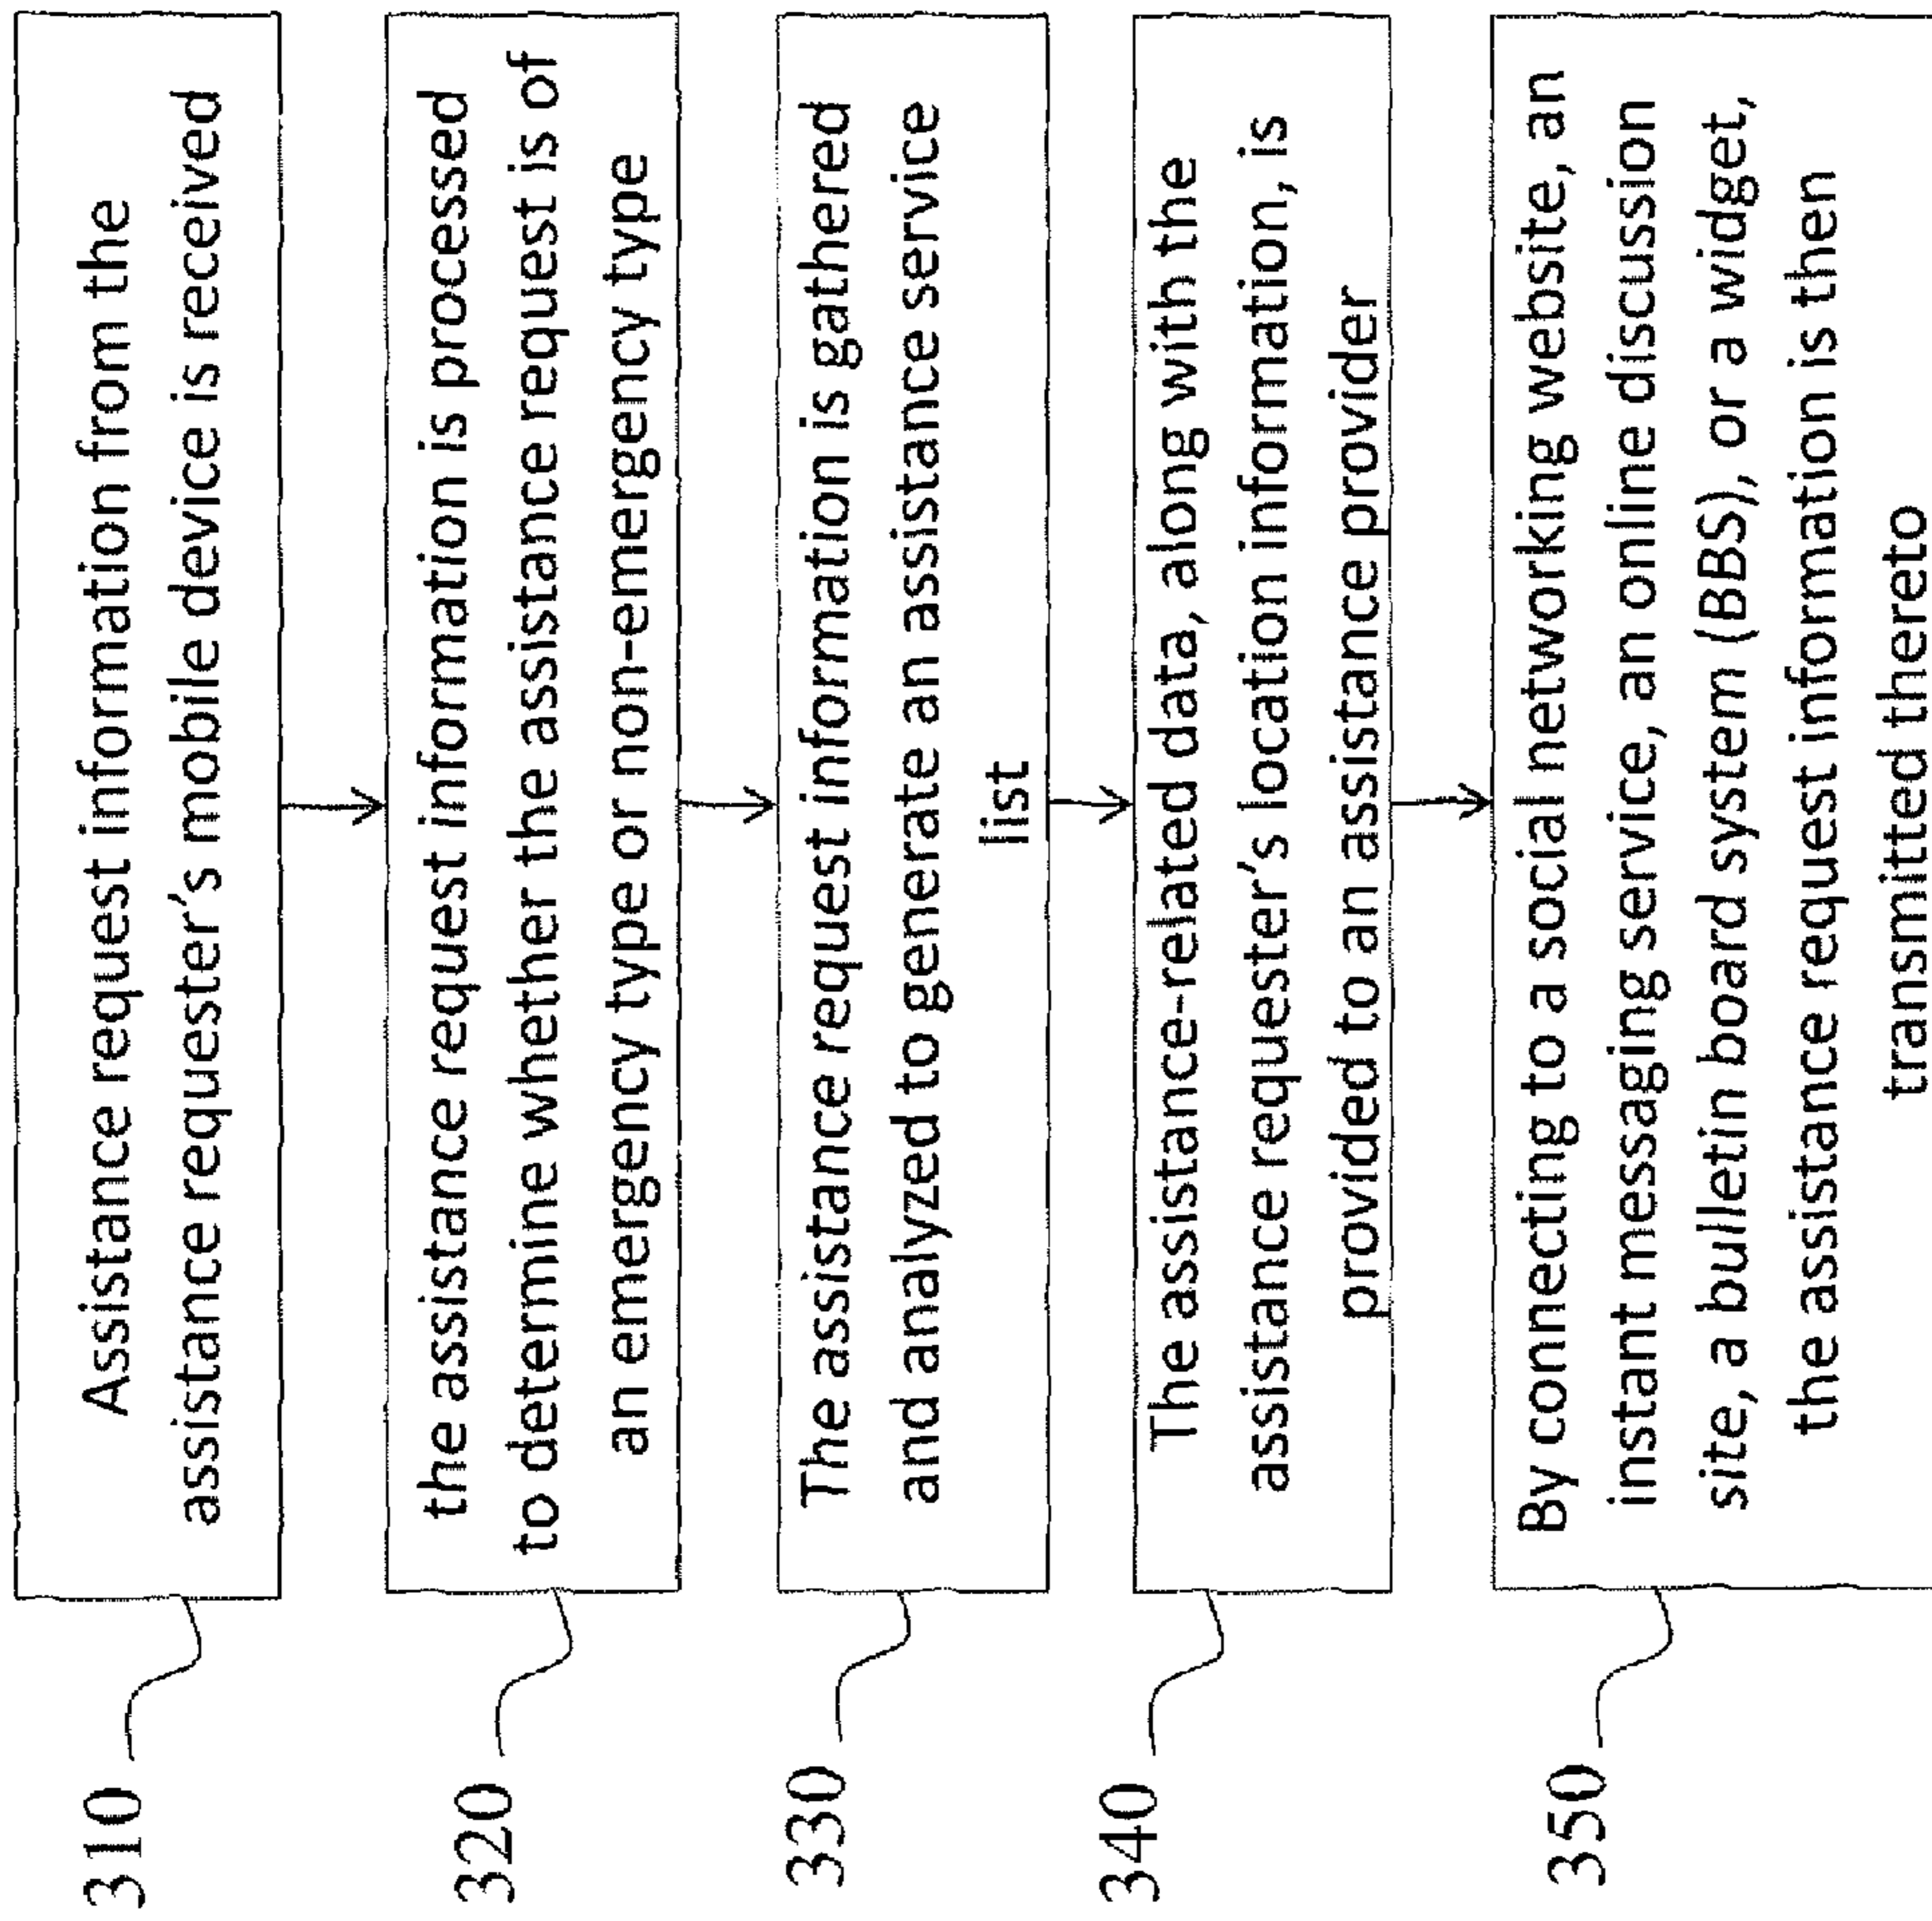 310
Assistance request information from the
assistance requester's mobile device is received
320
the assistance request information is processed
to determine whether the assistance request is of
an emergency type or non-emergency type
330
The assistance request information is gathered
and analyzed to generate an assistance service
list
340
The assistance-related data, along with the
assistance requester's location information, is
provided to an assistance provider
350
By connecting to a social networking website, an
instant messaging service, an online discussion
site, a bulletin board system (BBS), or a widget,
the assistance request information is then
transmitted thereto